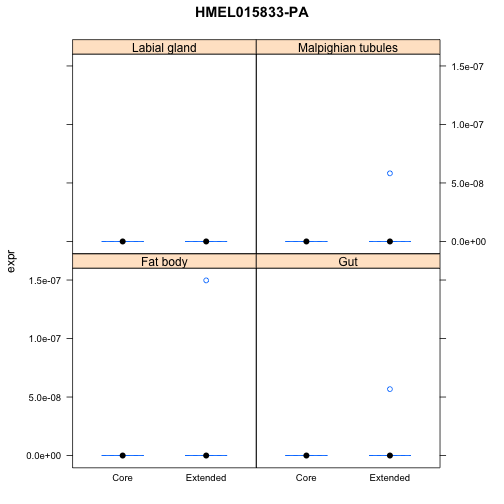 HMEL015833-PA
Labial gland
Malpighian tubules
1.5e-07
1.0e-07
5.0e-08
0.0e+00
expr
Fat body
Gut
1.5e-07
1.0e-07
5.0e-08
0.0e+00
Core
Extended
Core
Extended